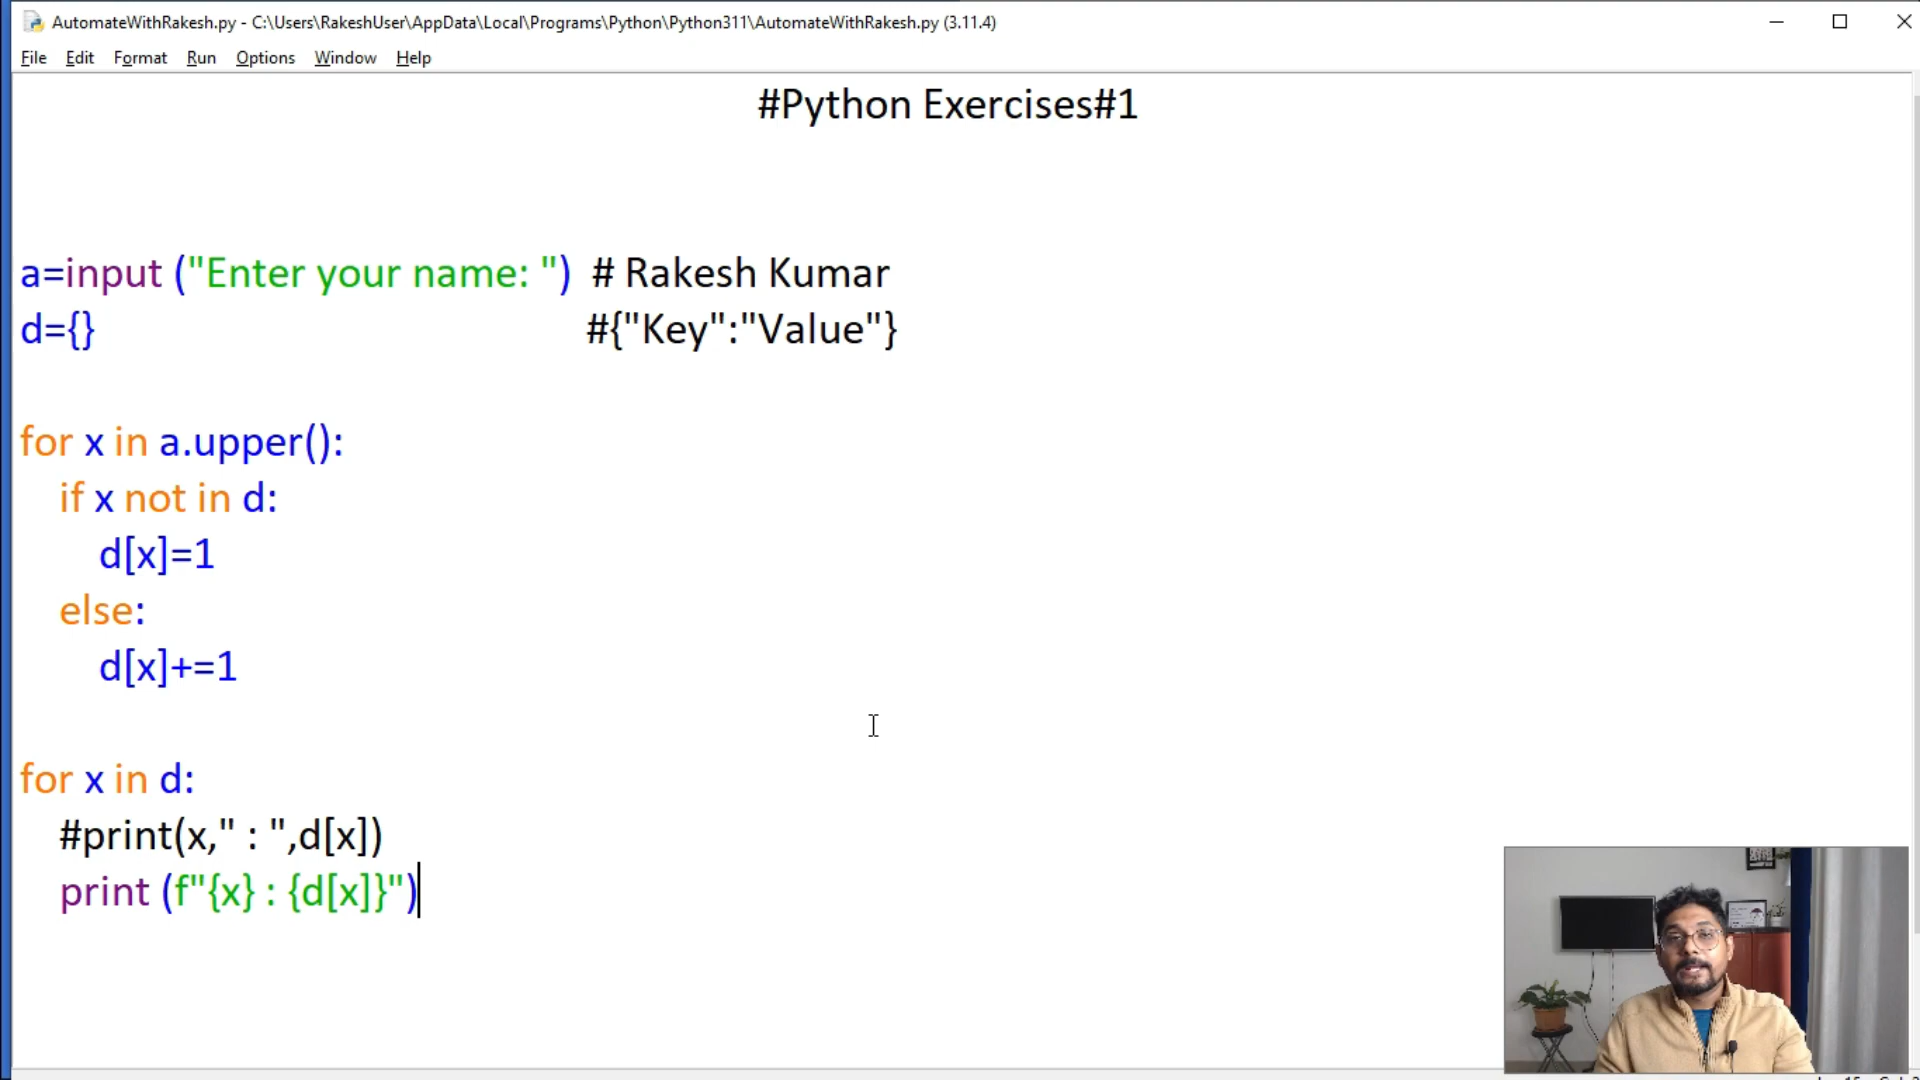 AutomateWithRakesh.py - C:\Users\RakeshUser\AppData\Local\Programs\Python\Python311\AutomateWithRakesh.py (3.11.4)
File Edit Format Run Options Window Help
#Python Exercises#1
a=input ("Enter your name: ") # Rakesh Kumar
d={} #{"Key":"Value"}
for x in a.upper():
    if x not in d:
        d[x]=1
    else:
        d[x]+=1
for x in d:
    #print(x," : ",d[x])
    print (f"{x} : {d[x]}")